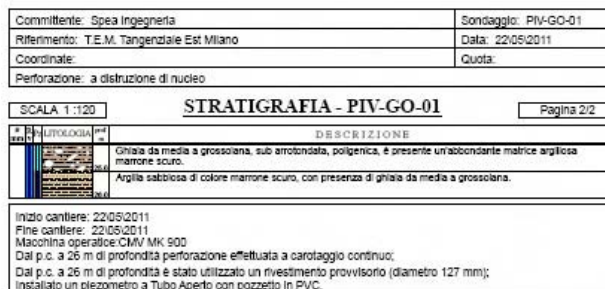 Committente: Spea Ingegneria
Sondaggio: PIV-GO-01
Riferimento: T.E.M. Tangenziale Est Milano
Data: 22\05\2011
Coordinate:
Quota:
Perforazione: a distruzione di nucleo
SCALA 1 :120
STRATIGRAFIA - PIV-GO-01
Pagina 2/2
LITOLOGIA
DESCRIZIONE
Ghiaia da media a grossolana, sub arrotondata, poligenica, è presente un'abbondante matrice argillosa
marrone scuro.
25.0
Argilla sabbiosa di colore marrone scuro, con presenza di ghiaia da media a grossolana.
26.0
Inizio cantiere: 22\05\2011
Fine cantiere: 22\05\2011
Macchina operatice:CMV MK 900
Dal p.c. a 26 m di profondità perforazione effettuata a carotaggio continuo;
Dal p.c. a 26 m di profondità è stato utilizzato un rivestimento provvisorio (diametro 127 mm);
Installato un piezometro a Tubo Aperto con pozzetto in PVC.